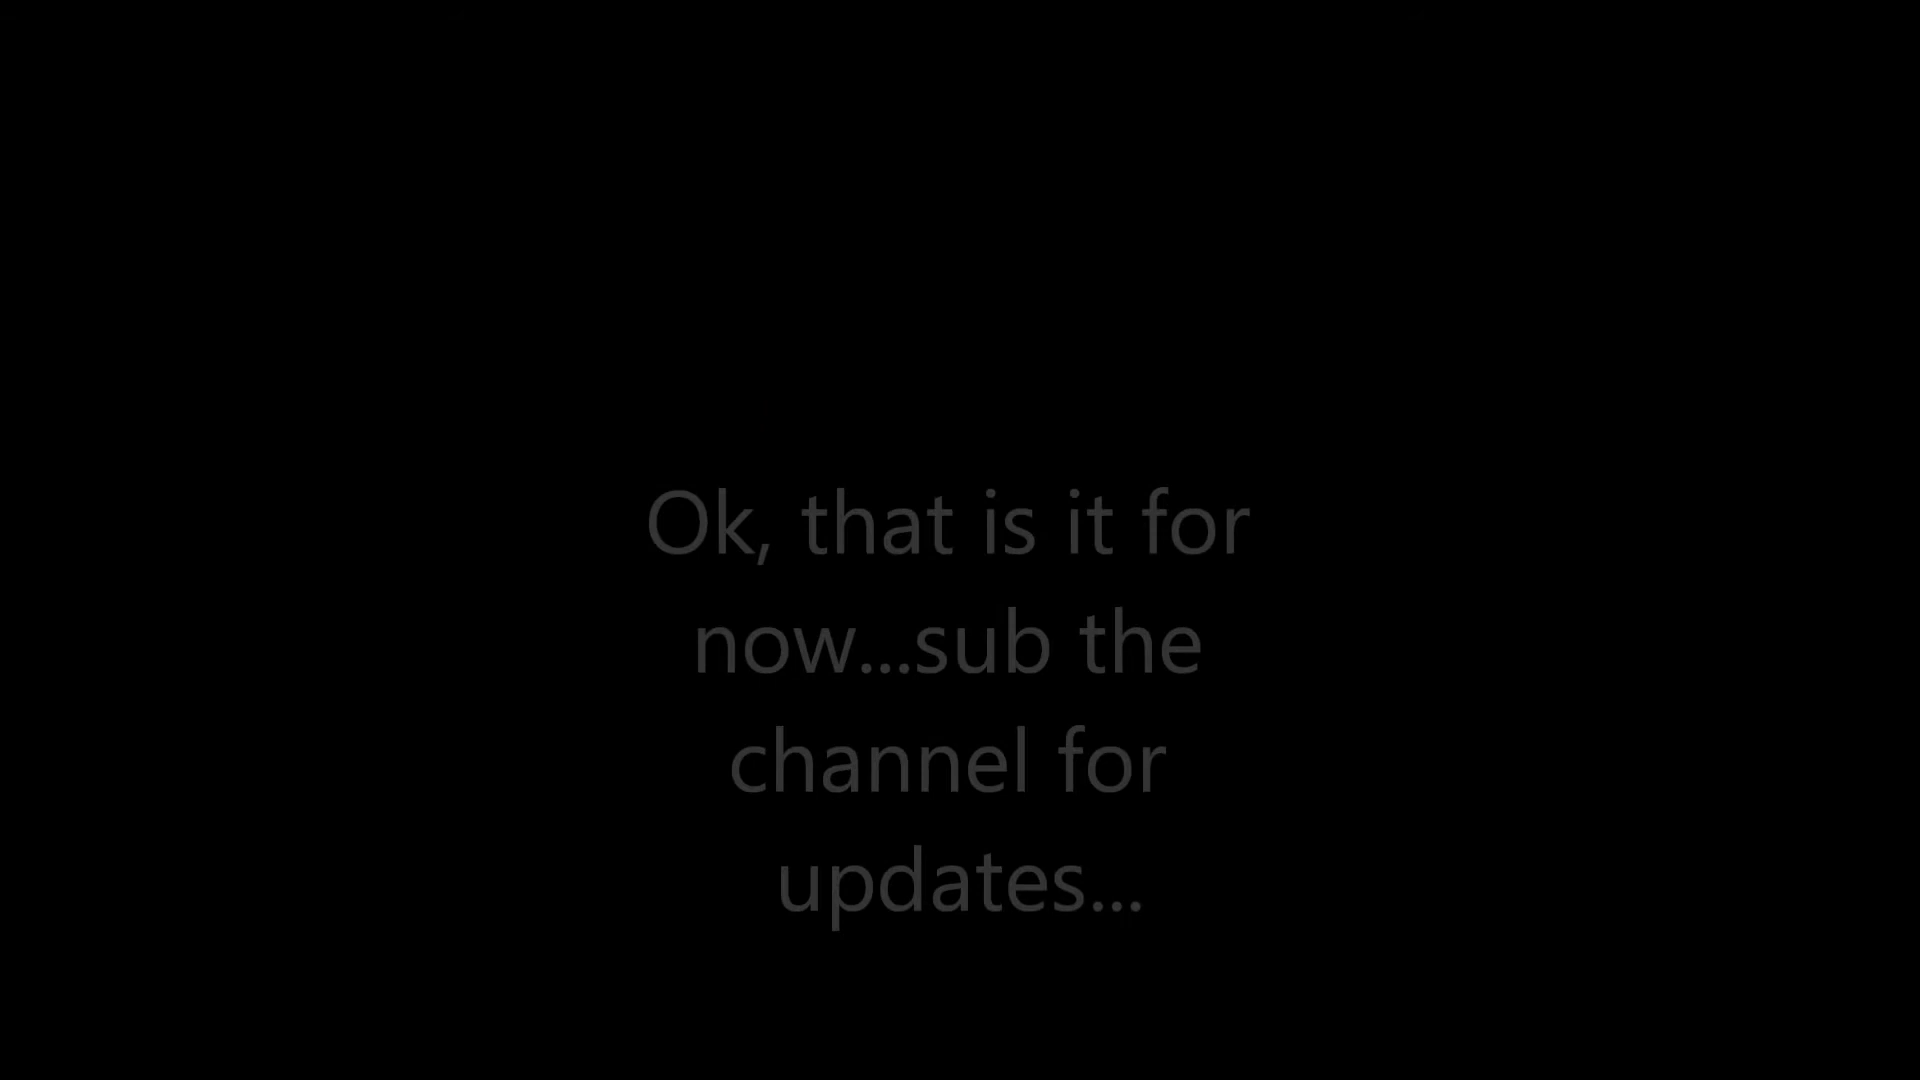 Ok, that is it for
now...sub the
channel for
updates...